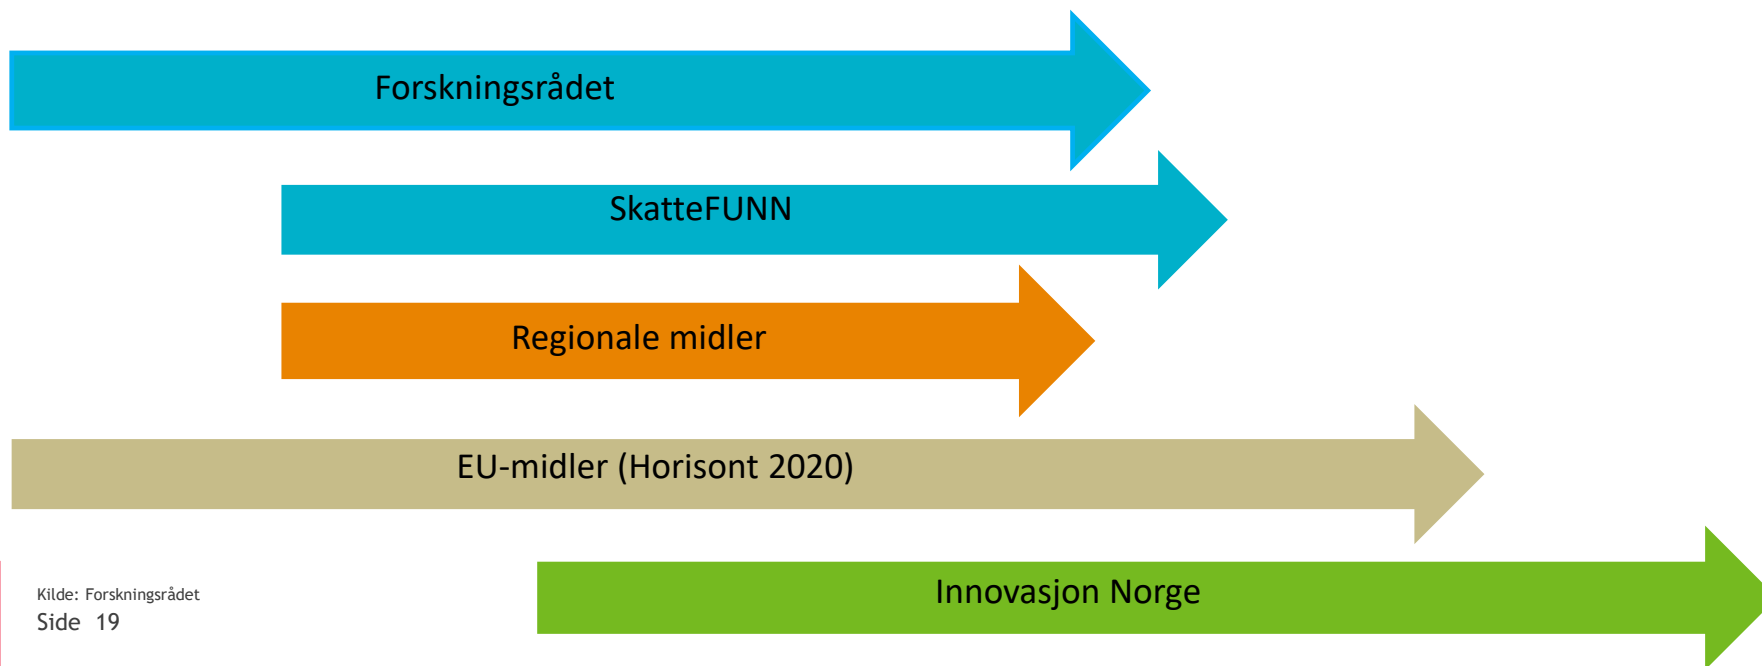 Forskningsrådet
SkatteFUNN
Regionale midler
EU-midler (Horisont 2020)
Innovasjon Norge
Kilde: Forskningsrådet
Side 19